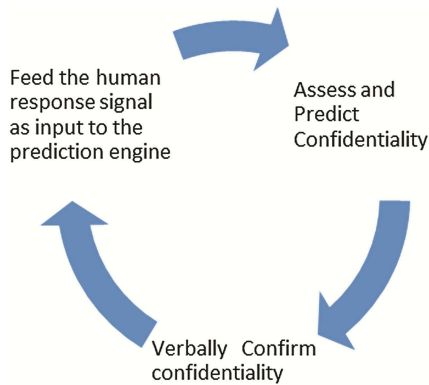 Feed the human
response signal
as input to the
prediction engine
Assess and
Predict
Confidentiality
Verbally Confirm
confidentiality